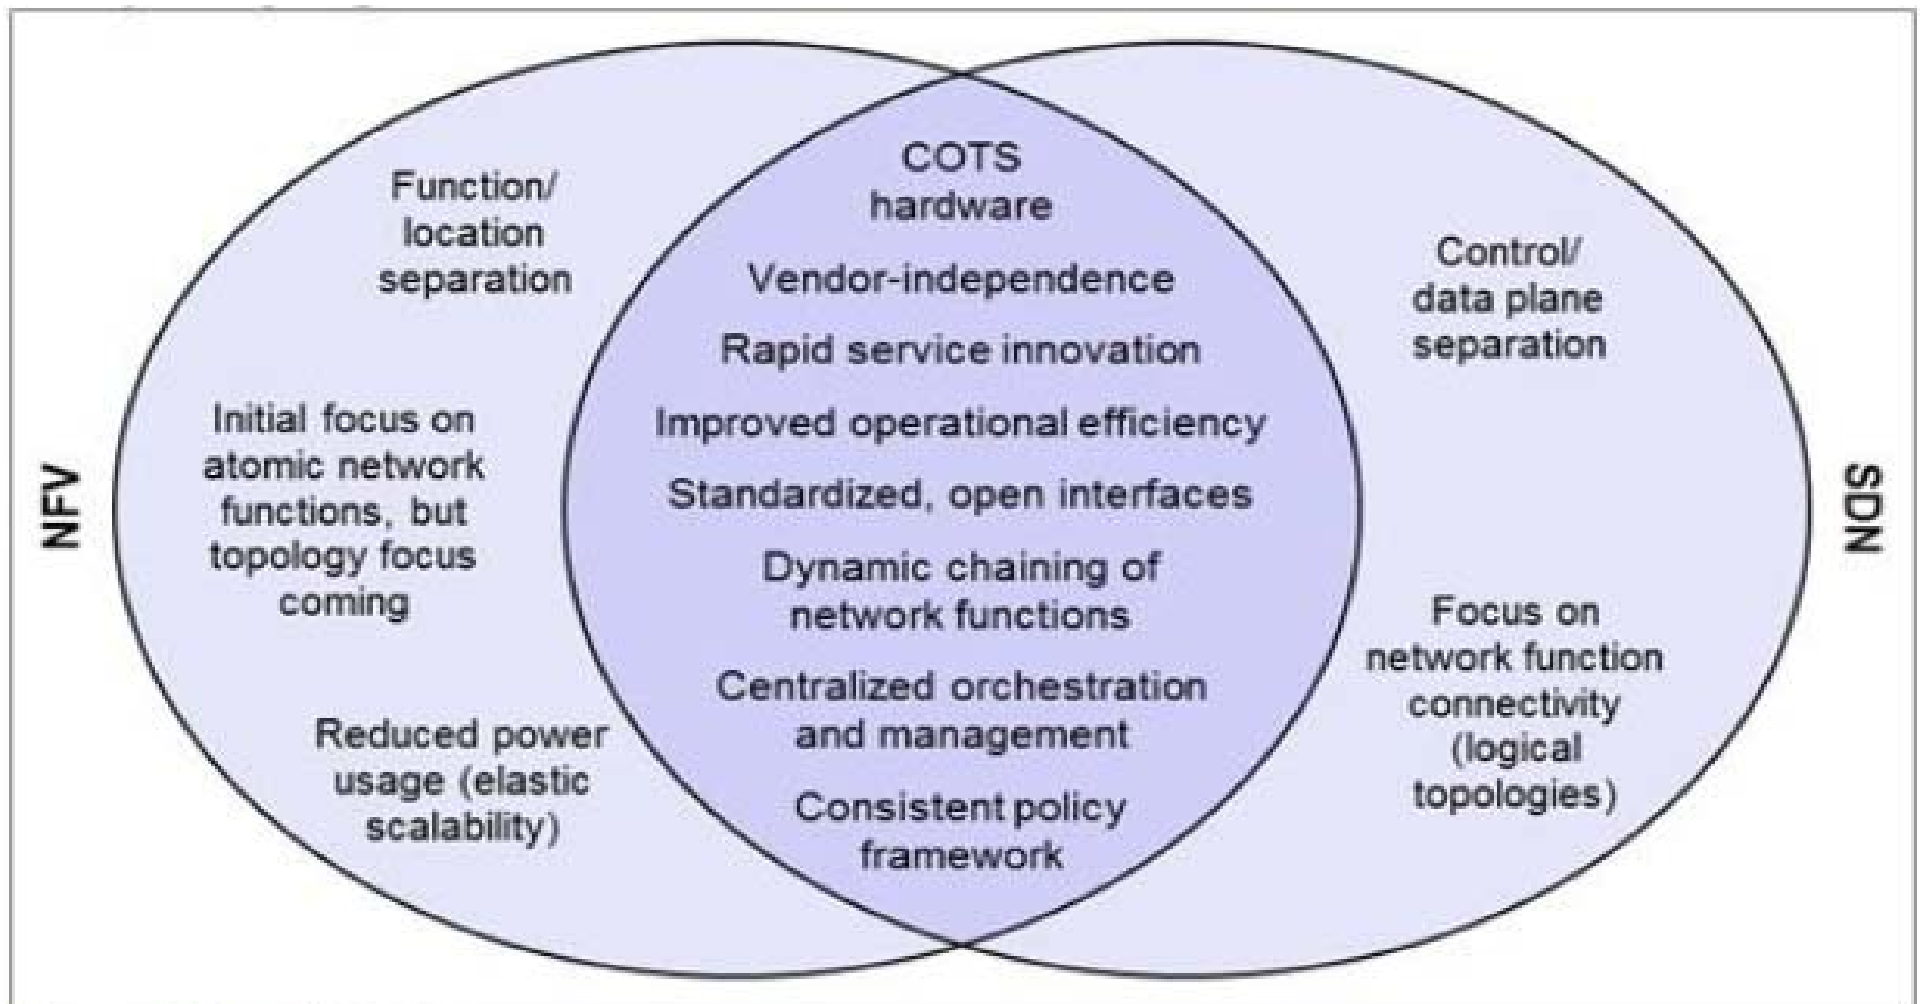 NFV
Function/
location
separation
Initial focus on
atomic network
functions, but
topology focus
coming
Reduced power
usage (elastic
scalability)
COTS
hardware
Vendor-independence
Rapid service innovation
Improved operational efficiency
Standardized, open interfaces
Dynamic chaining of
network functions
Centralized orchestration
and management
Consistent policy
framework
Control/
data plane
separation
Focus on
network function
connectivity
(logical
topologies)
SDN